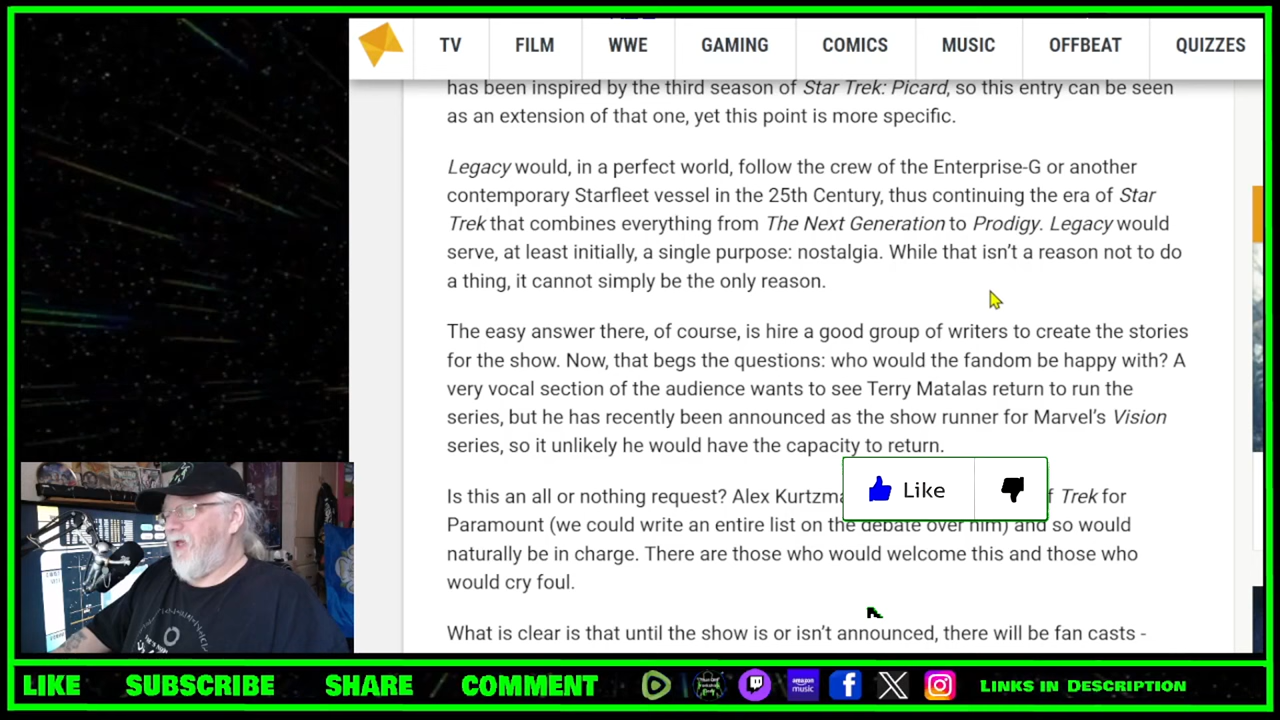 TV FILM WWE GAMING COMICS MUSIC OFFBEAT QUIZZES
has been inspired by the third season of Star Trek: Picard, so this entry can be seen
as an extension of that one, yet this point is more specific.
Legacy would, in a perfect world, follow the crew of the Enterprise-G or another
contemporary Starfleet vessel in the 25th Century, thus continuing the era of Star
Trek that combines everything from The Next Generation to Prodigy. Legacy would
serve, at least initially, a single purpose: nostalgia. While that isn't a reason not to do
a thing, it cannot simply be the only reason.
The easy answer there, of course, is hire a good group of writers to create the stories
for the show. Now, that begs the questions: who would the fandom be happy with? A
very vocal section of the audience wants to see Terry Matalas return to run the
series, but he has recently been announced as the show runner for Marvel's Vision
series, so it unlikely he would have the capacity to return.
Is this an all or nothing request? Alex Trek for
Like
Paramount (we could write an entire list on the debate over him) and so would
naturally be in charge. There are those who would welcome this and those who
would cry foul.
What is clear is that until the show is or isn't announced, there will be fan casts -
LIKE SUBSCRIBE SHARE COMMENT amazon music LINKS IN DESCRIPTION